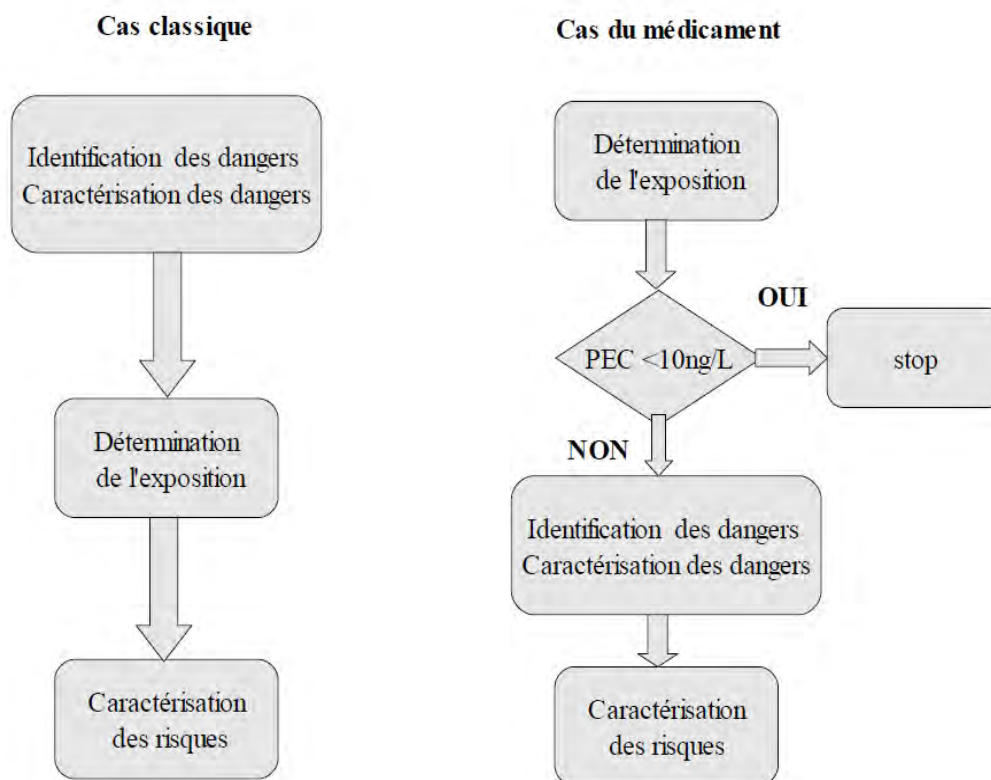 Cas classique
Identification des dangers
Caractérisation des dangers
Détermination
de l'exposition
Caractérisation
des risques
Cas du médicament
Détermination
de l'exposition
PEC <10ng/L
OUI
stop
NON
Identification des dangers
Caractérisation des dangers
Caractérisation
des risques